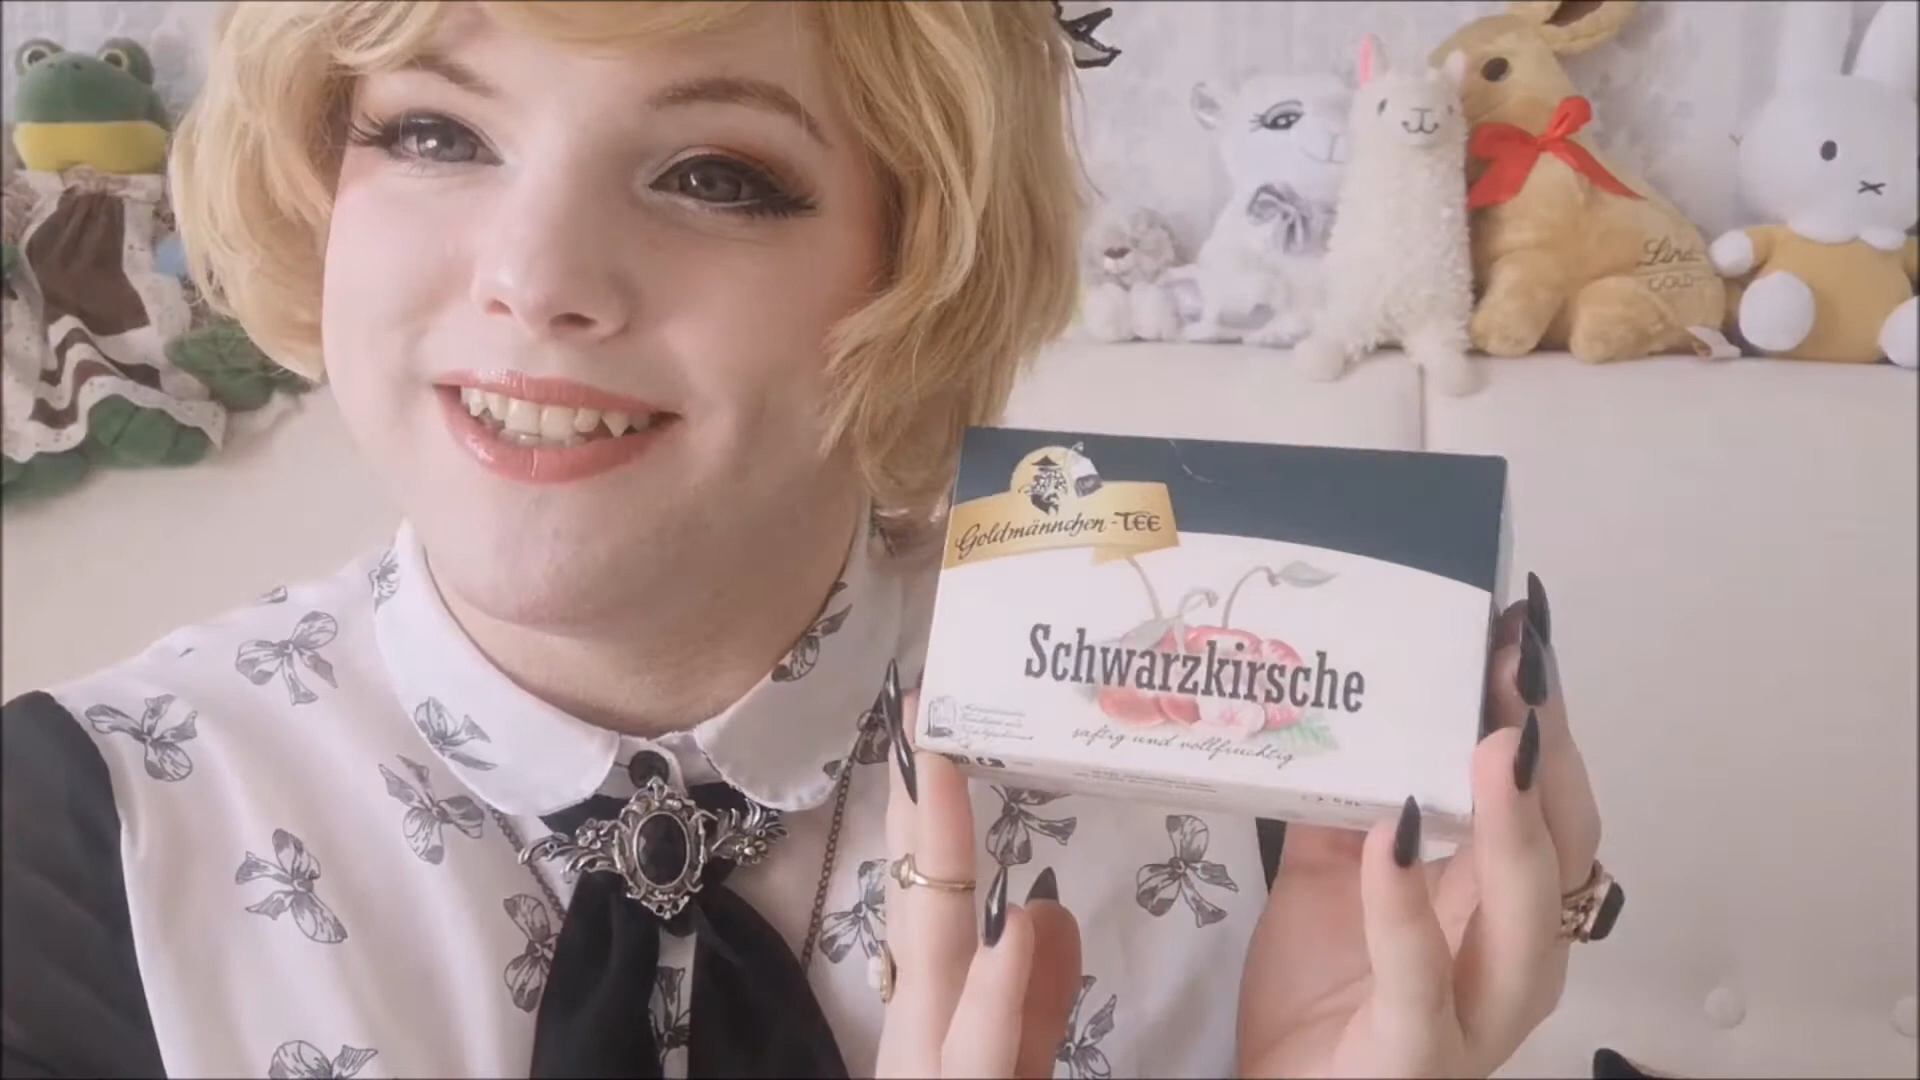 Goldmännchen-TEE
Schwarzkirsche
saftig und vollfruchtig
Lindt
GOLD